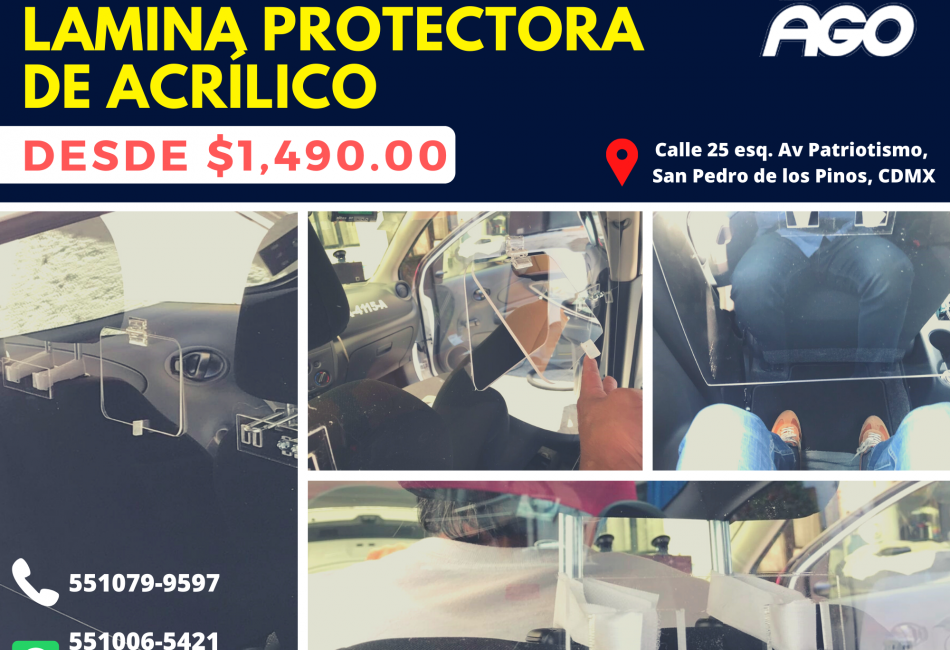 LAMINA PROTECTORA
DE ACRÍLICO
AGO
DESDE $1,490.00
Calle 25 esq. Av Patriotismo,
San Pedro de los Pinos, CDMX
-4115A
551079-9597
551006-5421